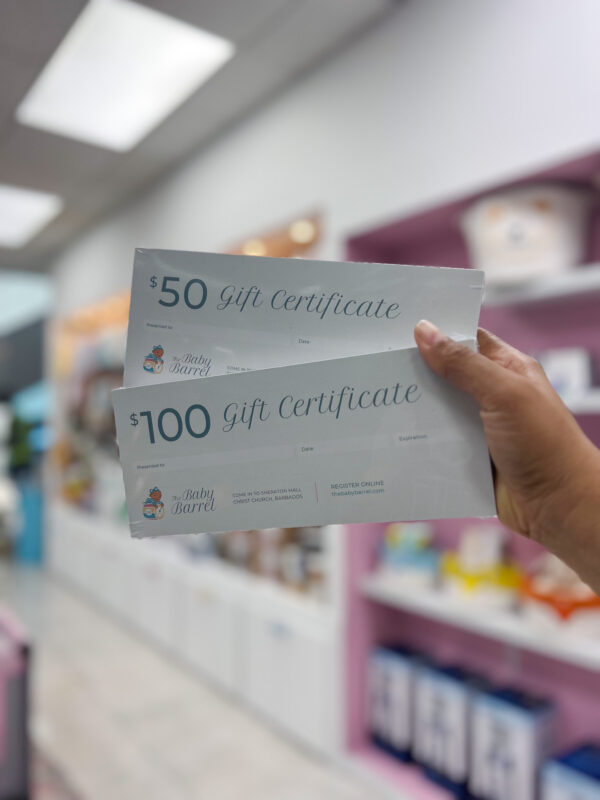 $50 Gift Certificate
Presented to
Date
The Baby
Barrel
$100 Gift Certificate
Presented to
Date
Expiration
The Baby
Barrel
COME IN TO SHERATON MALL
CHRIST CHURCH, BARBADOS
REGISTER ONLINE
thebabybarrel.com